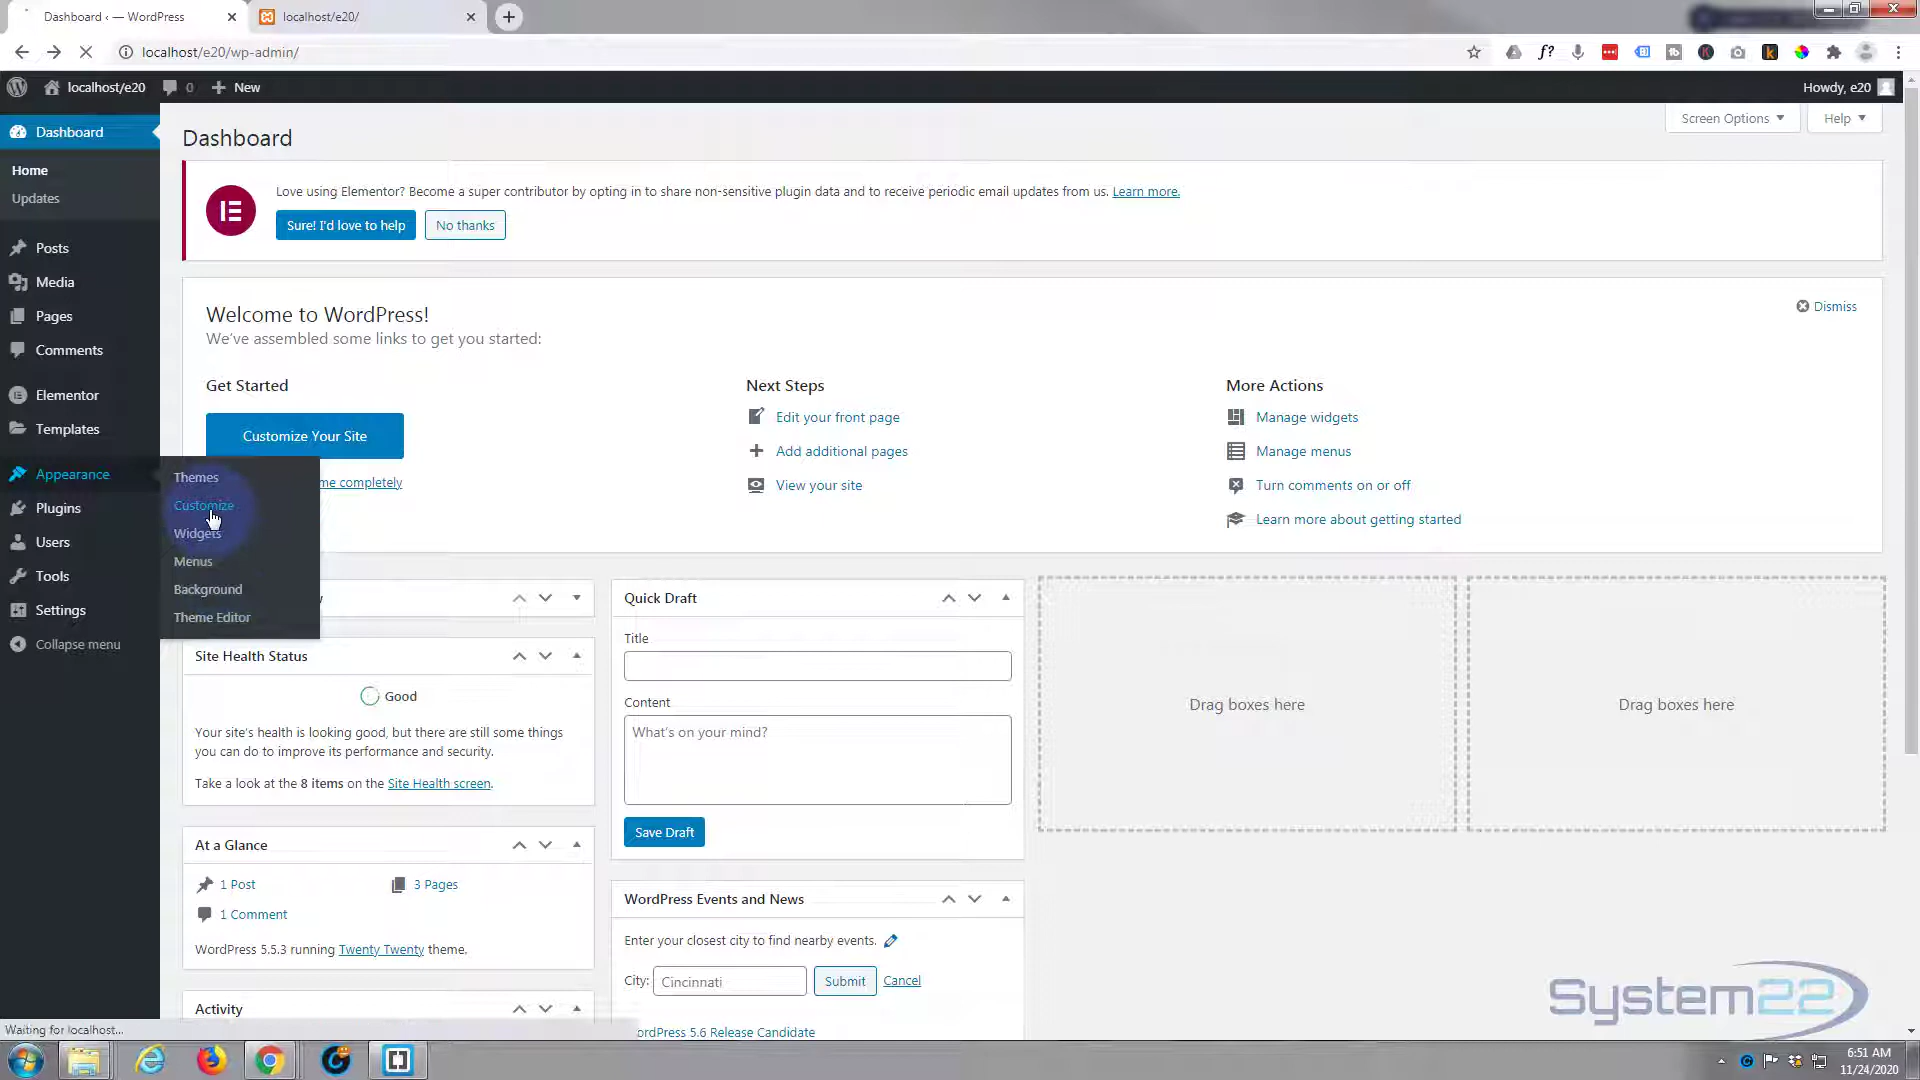 Dashboard ‹ — WordPress
localhost/e20/
localhost/e20/wp-admin/
localhost/e20
0
New
Howdy, e20
Dashboard
Home
Updates
Posts
Media
Pages
Comments
Elementor
Templates
Appearance
Plugins
Users
Tools
Settings
Collapse menu
Themes
Customize
Widgets
Menus
Background
Theme Editor
Dashboard
Screen Options
Help
Love using Elementor? Become a super contributor by opting in to share non-sensitive plugin data and to receive periodic email updates from us. Learn more.
Sure! I'd love to help
No thanks
Welcome to WordPress!
We've assembled some links to get you started:
Dismiss
Get Started
Customize Your Site
me completely
Next Steps
Edit your front page
Add additional pages
View your site
More Actions
Manage widgets
Manage menus
Turn comments on or off
Learn more about getting started
Site Health Status
Good
Your site's health is looking good, but there are still some things
you can do to improve its performance and security.
Take a look at the 8 items on the Site Health screen.
At a Glance
1 Post
3 Pages
1 Comment
WordPress 5.5.3 running Twenty Twenty theme.
Activity
Quick Draft
Title
Content
What's on your mind?
Save Draft
WordPress Events and News
Enter your closest city to find nearby events.
City:
Cincinnati
Submit
Cancel
ordPress 5.6 Release Candidate
Drag boxes here
Drag boxes here
System22
Waiting for localhost...
6:51 AM
11/24/2020